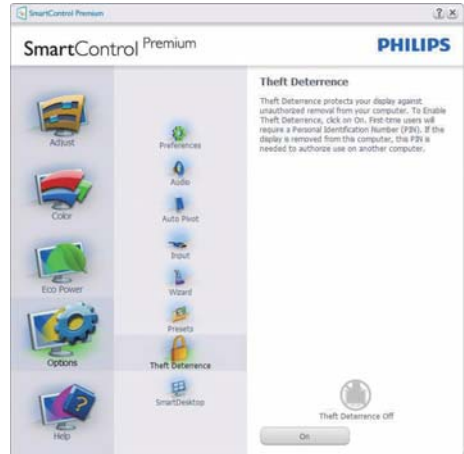 SmartControl Premium
SmartControl Premium
PHILIPS
Adjust
Color
Eco Power
Options
Help
Preferences
Audio
Auto Pivot
Input
Wizard
Presets
Theft Deterrence
SmartDesktop
Theft Deterrence
Theft Deterrence protects your display against
unauthorized removal from your computer. To Enable
Theft Deterrence, click on On. First-time users will
require a Personal Identification Number (PIN). If the
display is removed from this computer, this PIN is
needed to authorize use on another computer.
Theft Deterrence Off
On